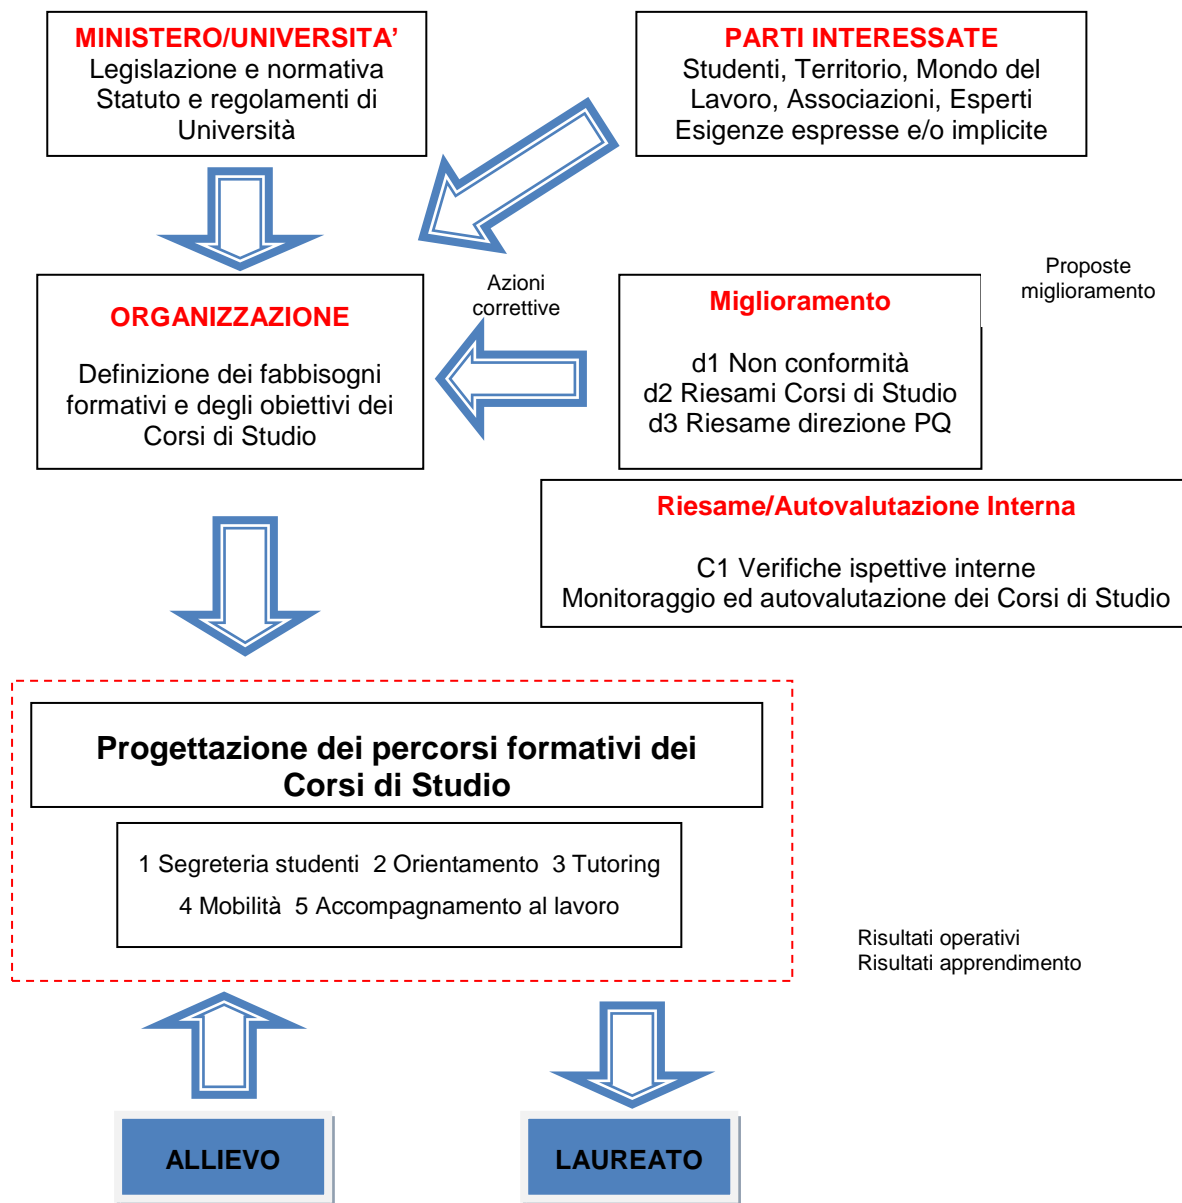 MINISTERO/UNIVERSITA’
Legislazione e normativa
Statuto e regolamenti di
Università
PARTI INTERESSATE
Studenti, Territorio, Mondo del
Lavoro, Associazioni, Esperti
Esigenze espresse e/o implicite
ORGANIZZAZIONE
Definizione dei fabbisogni
formativi e degli obiettivi dei
Corsi di Studio
Azioni
correttive
Miglioramento
d1 Non conformità
d2 Riesami Corsi di Studio
d3 Riesame direzione PQ
Proposte
miglioramento
Riesame/Autovalutazione Interna
C1 Verifiche ispettive interne
Monitoraggio ed autovalutazione dei Corsi di Studio
Progettazione dei percorsi formativi dei
Corsi di Studio
1 Segreteria studenti 2 Orientamento 3 Tutoring
4 Mobilità 5 Accompagnamento al lavoro
Risultati operativi
Risultati apprendimento
ALLIEVO
LAUREATO